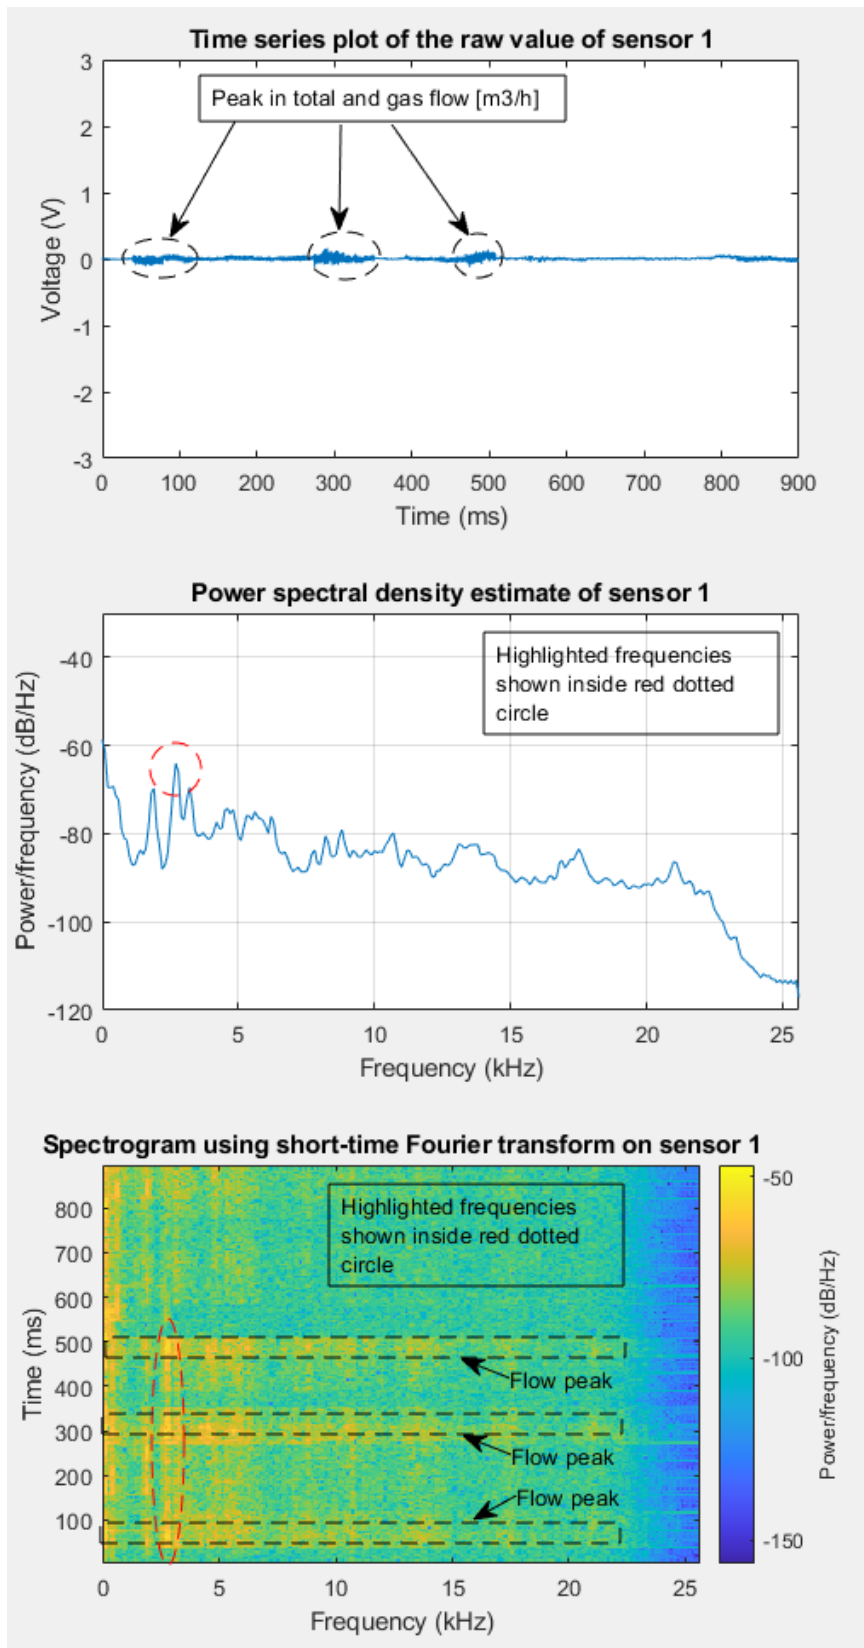 Time series plot of the raw value of sensor 1
3
2
1
0
-1
-2
-3
Voltage (V)
Peak in total and gas flow [m3/h]
0 100 200 300 400 500 600 700 800 900
Time (ms)
Power spectral density estimate of sensor 1
-40
-60
-80
-100
-120
Power/frequency (dB/Hz)
Highlighted frequencies
shown inside red dotted
circle
0 5 10 15 20 25
Frequency (kHz)
Spectrogram using short-time Fourier transform on sensor 1
800
700
600
500
400
300
200
100
Time (ms)
Highlighted frequencies
shown inside red dotted
circle
Flow peak
Flow peak
Flow peak
0 5 10 15 20 25
Frequency (kHz)
-50
-100
-150
Power/frequency (dB/Hz)